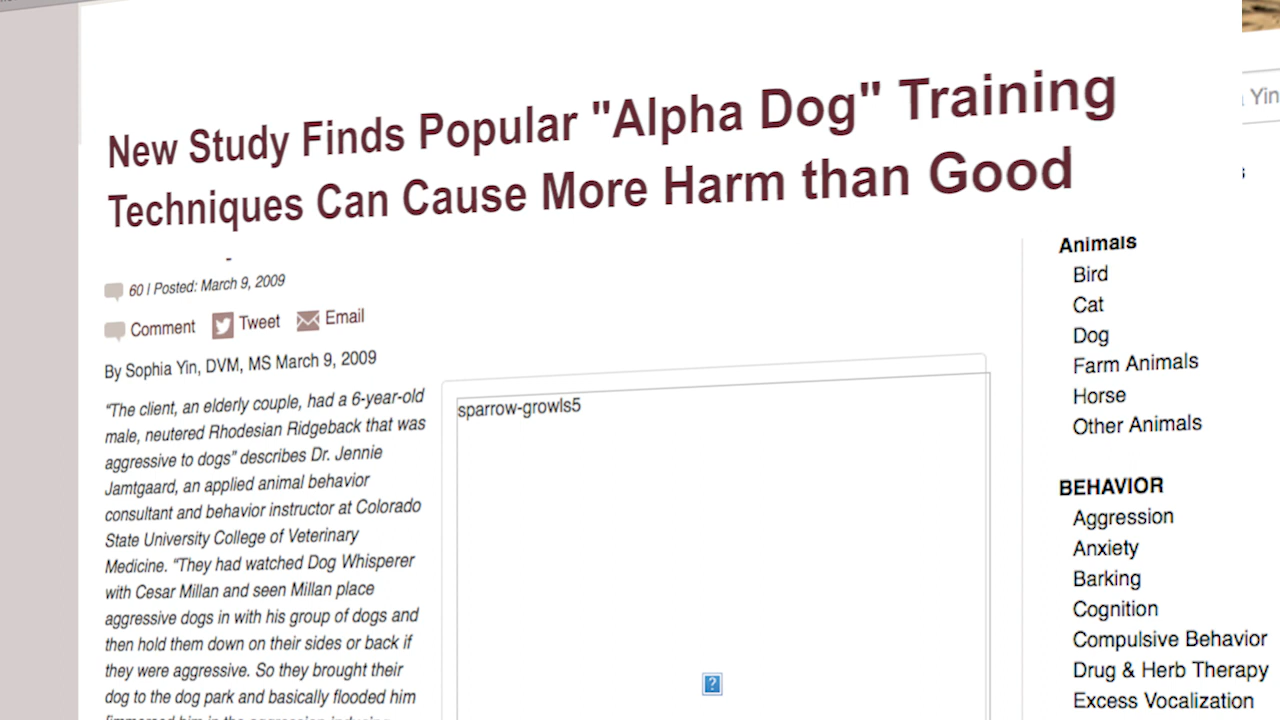 New Study Finds Popular "Alpha Dog" Training
Techniques Can Cause More Harm than Good
-
60 | Posted: March 9, 2009
Comment Tweet Email
By Sophia Yin, DVM, MS March 9, 2009
“The client, an elderly couple, had a 6-year-old
male, neutered Rhodesian Ridgeback that was
aggressive to dogs” describes Dr. Jennie
Jamtgaard, an applied animal behavior
consultant and behavior instructor at Colorado
State University College of Veterinary
Medicine. “They had watched Dog Whisperer
with Cesar Millan and seen Millan place
aggressive dogs in with his group of dogs and
then hold them down on their sides or back if
they were aggressive. So they brought their
dog to the dog park and basically flooded him
sparrow-growls5
?
Animals
Bird
Cat
Dog
Farm Animals
Horse
Other Animals
BEHAVIOR
Aggression
Anxiety
Barking
Cognition
Compulsive Behavior
Drug & Herb Therapy
Excess Vocalization
Yin